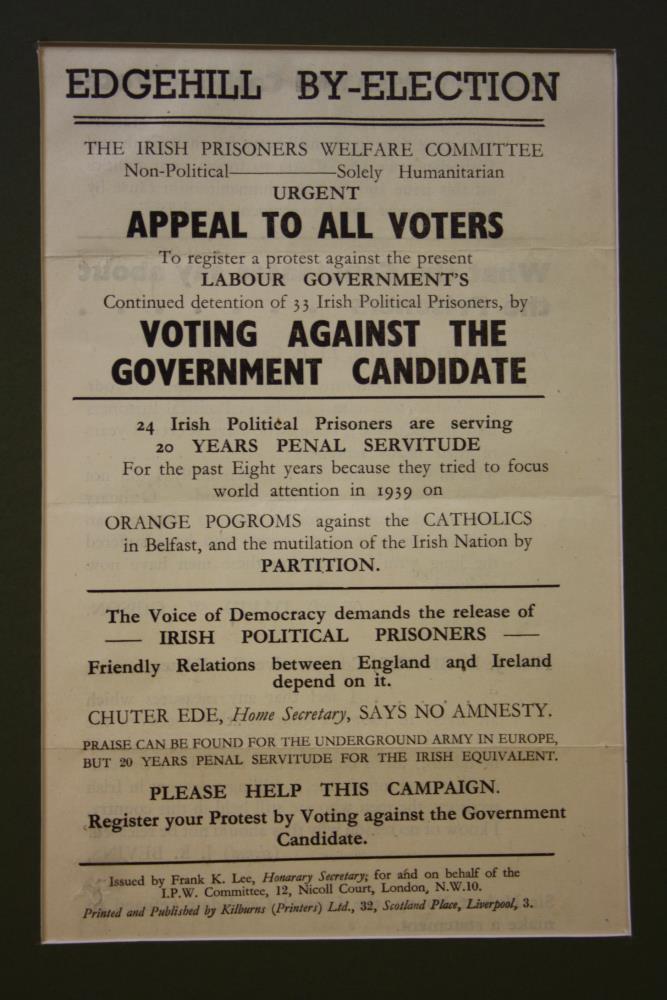 EDGEHILL BY-ELECTION
THE IRISH PRISONERS WELFARE COMMITTEE
Non-Political————Solely Humanitarian
URGENT
APPEAL TO ALL VOTERS
To register a protest against the present
LABOUR GOVERNMENT'S
Continued detention of 33 Irish Political Prisoners, by
VOTING AGAINST THE
GOVERNMENT CANDIDATE
24 Irish Political Prisoners are serving
20 YEARS PENAL SERVITUDE
For the past Eight years because they tried to focus
world attention in 1939 on
ORANGE POGROMS against the CATHOLICS
in Belfast, and the mutilation of the Irish Nation by
PARTITION.
The Voice of Democracy demands the release of
—— IRISH POLITICAL PRISONERS ——
Friendly Relations between England and Ireland
depend on it.
CHUTER EDE, Home Secretary, SAYS NO AMNESTY.
PRAISE CAN BE FOUND FOR THE UNDERGROUND ARMY IN EUROPE,
BUT 20 YEARS PENAL SERVITUDE FOR THE IRISH EQUIVALENT.
PLEASE HELP THIS CAMPAIGN.
Register your Protest by Voting against the Government
Candidate.
Issued by Frank K. Lee, Honarary Secretary; for and on behalf of the
I.P.W. Committee, 12, Nicoll Court, London, N.W.10.
Printed and Published by Kilburns (Printers) Ltd., 32, Scotland Place, Liverpool, 3.